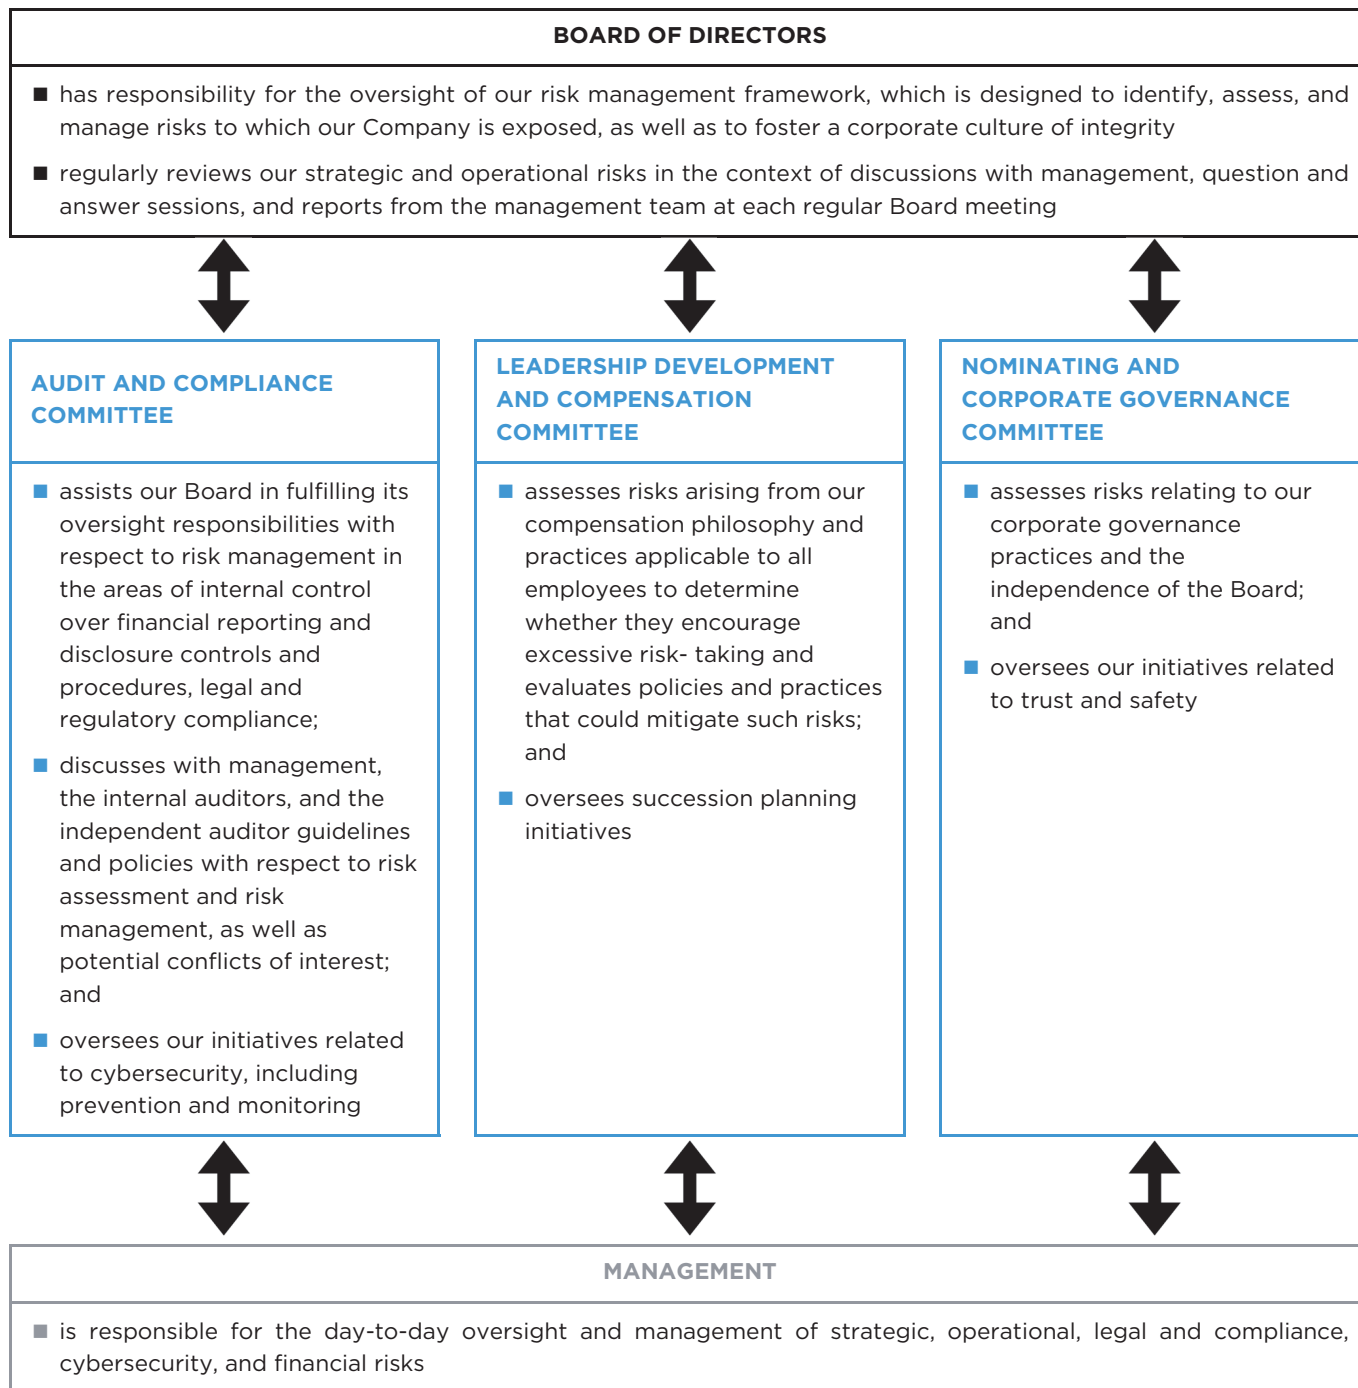 BOARD OF DIRECTORS
■ has responsibility for the oversight of our risk management framework, which is designed to identify, assess, and
manage risks to which our Company is exposed, as well as to foster a corporate culture of integrity
■ regularly reviews our strategic and operational risks in the context of discussions with management, question and
answer sessions, and reports from the management team at each regular Board meeting
AUDIT AND COMPLIANCE
COMMITTEE
■ assists our Board in fulfilling its
oversight responsibilities with
respect to risk management in
the areas of internal control
over financial reporting and
disclosure controls and
procedures, legal and
regulatory compliance;
■ discusses with management,
the internal auditors, and the
independent auditor guidelines
and policies with respect to risk
assessment and risk
management, as well as
potential conflicts of interest;
and
■ oversees our initiatives related
to cybersecurity, including
prevention and monitoring
LEADERSHIP DEVELOPMENT
AND COMPENSATION
COMMITTEE
■ assesses risks arising from our
compensation philosophy and
practices applicable to all
employees to determine
whether they encourage
excessive risk- taking and
evaluates policies and practices
that could mitigate such risks;
and
■ oversees succession planning
initiatives
NOMINATING AND
CORPORATE GOVERNANCE
COMMITTEE
■ assesses risks relating to our
corporate governance
practices and the
independence of the Board;
and
■ oversees our initiatives related
to trust and safety
MANAGEMENT
■ is responsible for the day-to-day oversight and management of strategic, operational, legal and compliance,
cybersecurity, and financial risks